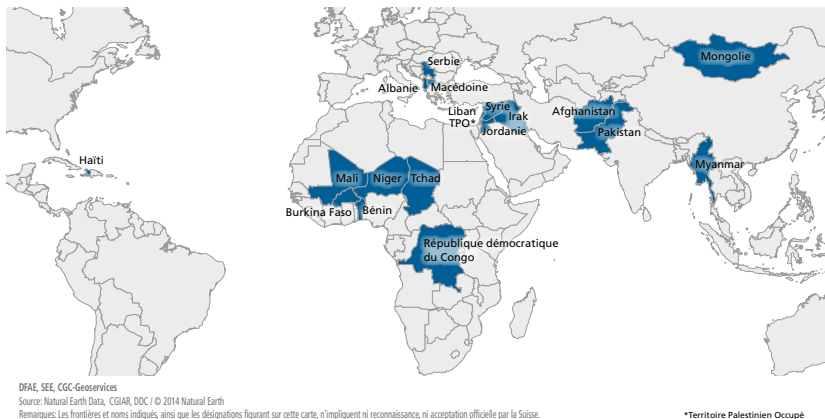 Mongolie
Serbie
Albanie
Macédoine
Liban
TPO*
Syrie
Irak
Jordanie
Afghanistan
Pakistan
Haïti
Myanmar
Mali
Niger
Tchad
Burkina Faso
Bénin
République démocratique
du Congo
DFAE, SEE, CGC-Geoservices
Source: Natural Earth Data, CGIAR, DDC / © 2014 Natural Earth
Remarques: Les frontières et noms indiqués, ainsi que les désignations figurant sur cette carte, n'impliquent ni reconnaissance, ni acceptation officielle par la Suisse.
*Territoire Palestinien Occupé